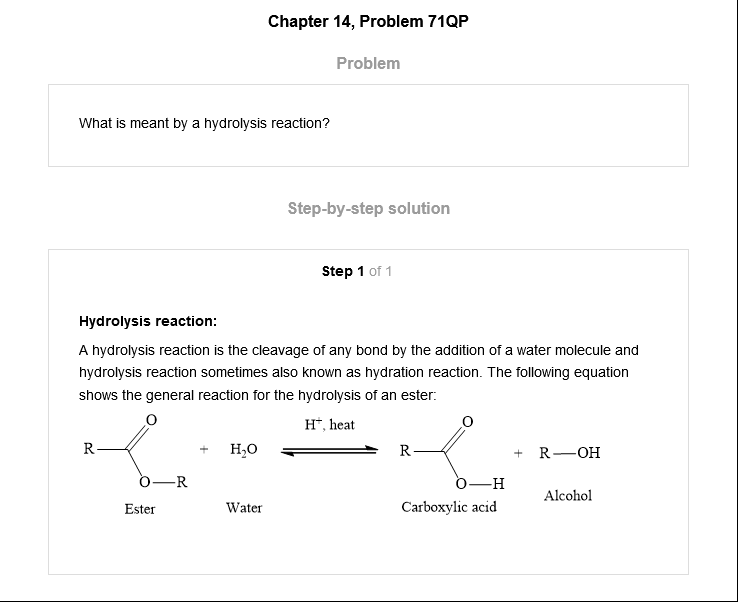 Chapter 14, Problem 71QP
Problem
What is meant by a hydrolysis reaction?
Step-by-step solution
Step 1 of 1
Hydrolysis reaction:
A hydrolysis reaction is the cleavage of any bond by the addition of a water molecule and
hydrolysis reaction sometimes also known as hydration reaction. The following equation
shows the general reaction for the hydrolysis of an ester:
O H⁺, heat O
R + H₂O R + R—OH
O—R O—H
Ester Water Carboxylic acid Alcohol